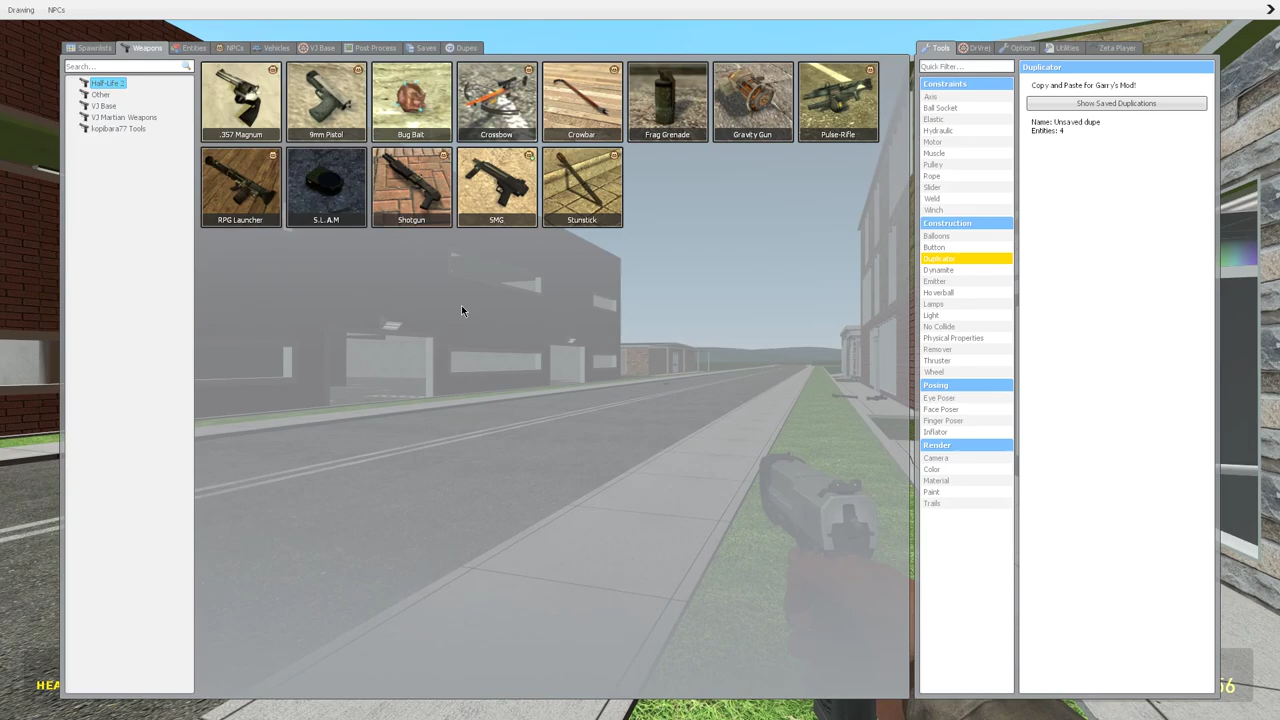 Drawing NPCs
Spawnlists Weapons Entities NPCs Vehicles VJ Base Post Process Saves Dupes
Search...
Half-Life 2
Other
VJ Base
VJ Martian Weapons
kopibara77 Tools
.357 Magnum 9mm Pistol Bug Bait Crossbow Crowbar Frag Grenade Gravity Gun Pulse-Rifle
RPG Launcher S.L.A.M Shotgun SMG Stunstick
Tools DrVrej Options Utilities Zeta Player
Quick Filter...
Constraints
Axis
Ball Socket
Elastic
Hydraulic
Motor
Muscle
Pulley
Rope
Slider
Weld
Winch
Construction
Balloons
Button
Duplicator
Dynamite
Emitter
Hoverball
Lamps
Light
No Collide
Physical Properties
Remover
Thruster
Wheel
Posing
Eye Poser
Face Poser
Finger Poser
Inflator
Render
Camera
Color
Material
Paint
Trails
Duplicator
Copy and Paste for Garry's Mod!
Show Saved Duplications
Name: Unsaved dupe
Entities: 4
HEA